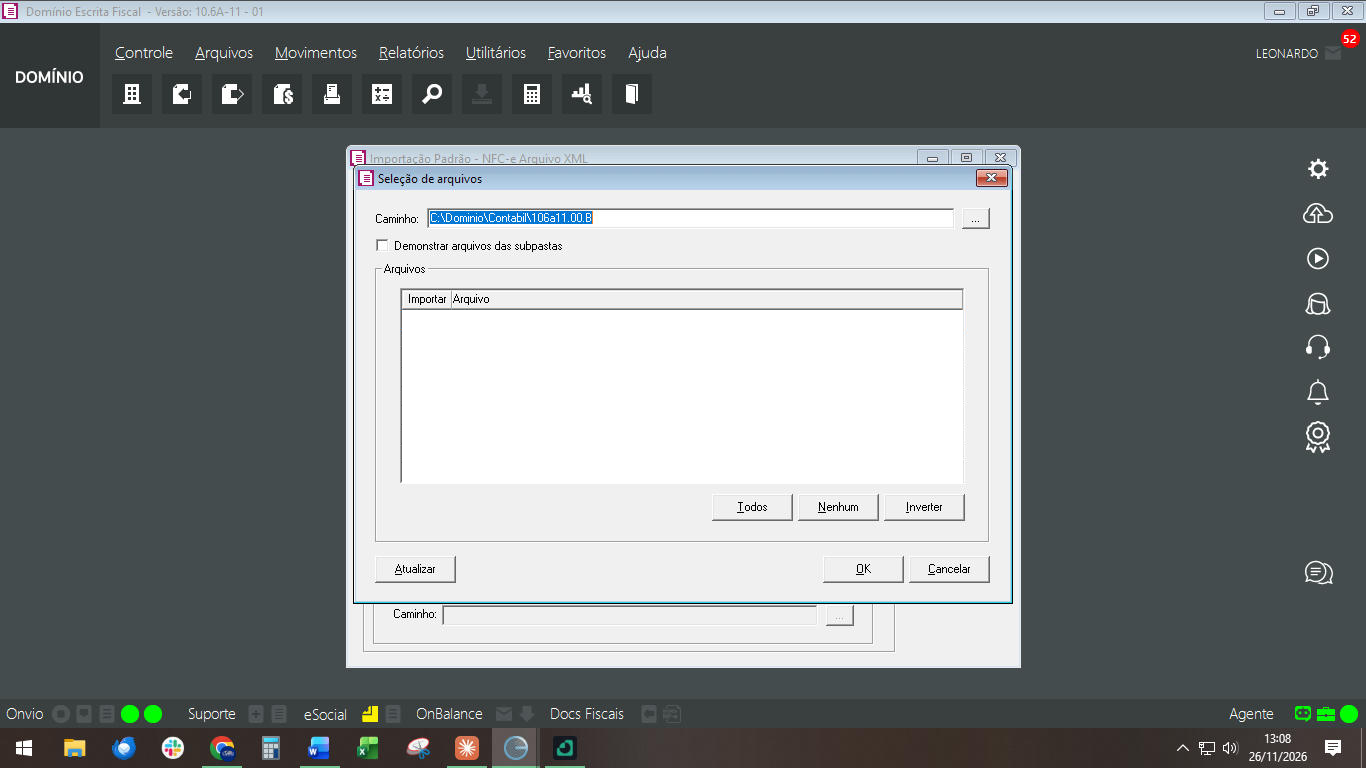 Domínio Escrita Fiscal - Versão: 10.6A-11 - 01
DOMÍNIO
Controle Arquivos Movimentos Relatórios Utilitários Favoritos Ajuda
LEONARDO
52
Importação Padrão - NFC-e Arquivo XML
Seleção de arquivos
Caminho: C:\Dominio\Contabil\106a11.00.B ...
Demonstrar arquivos das subpastas
Arquivos
Importar Arquivo
Todos Nenhum Inverter
Atualizar OK Cancelar
Caminho: ...
Onvio Suporte eSocial OnBalance Docs Fiscais Agente
13:08
26/11/2026